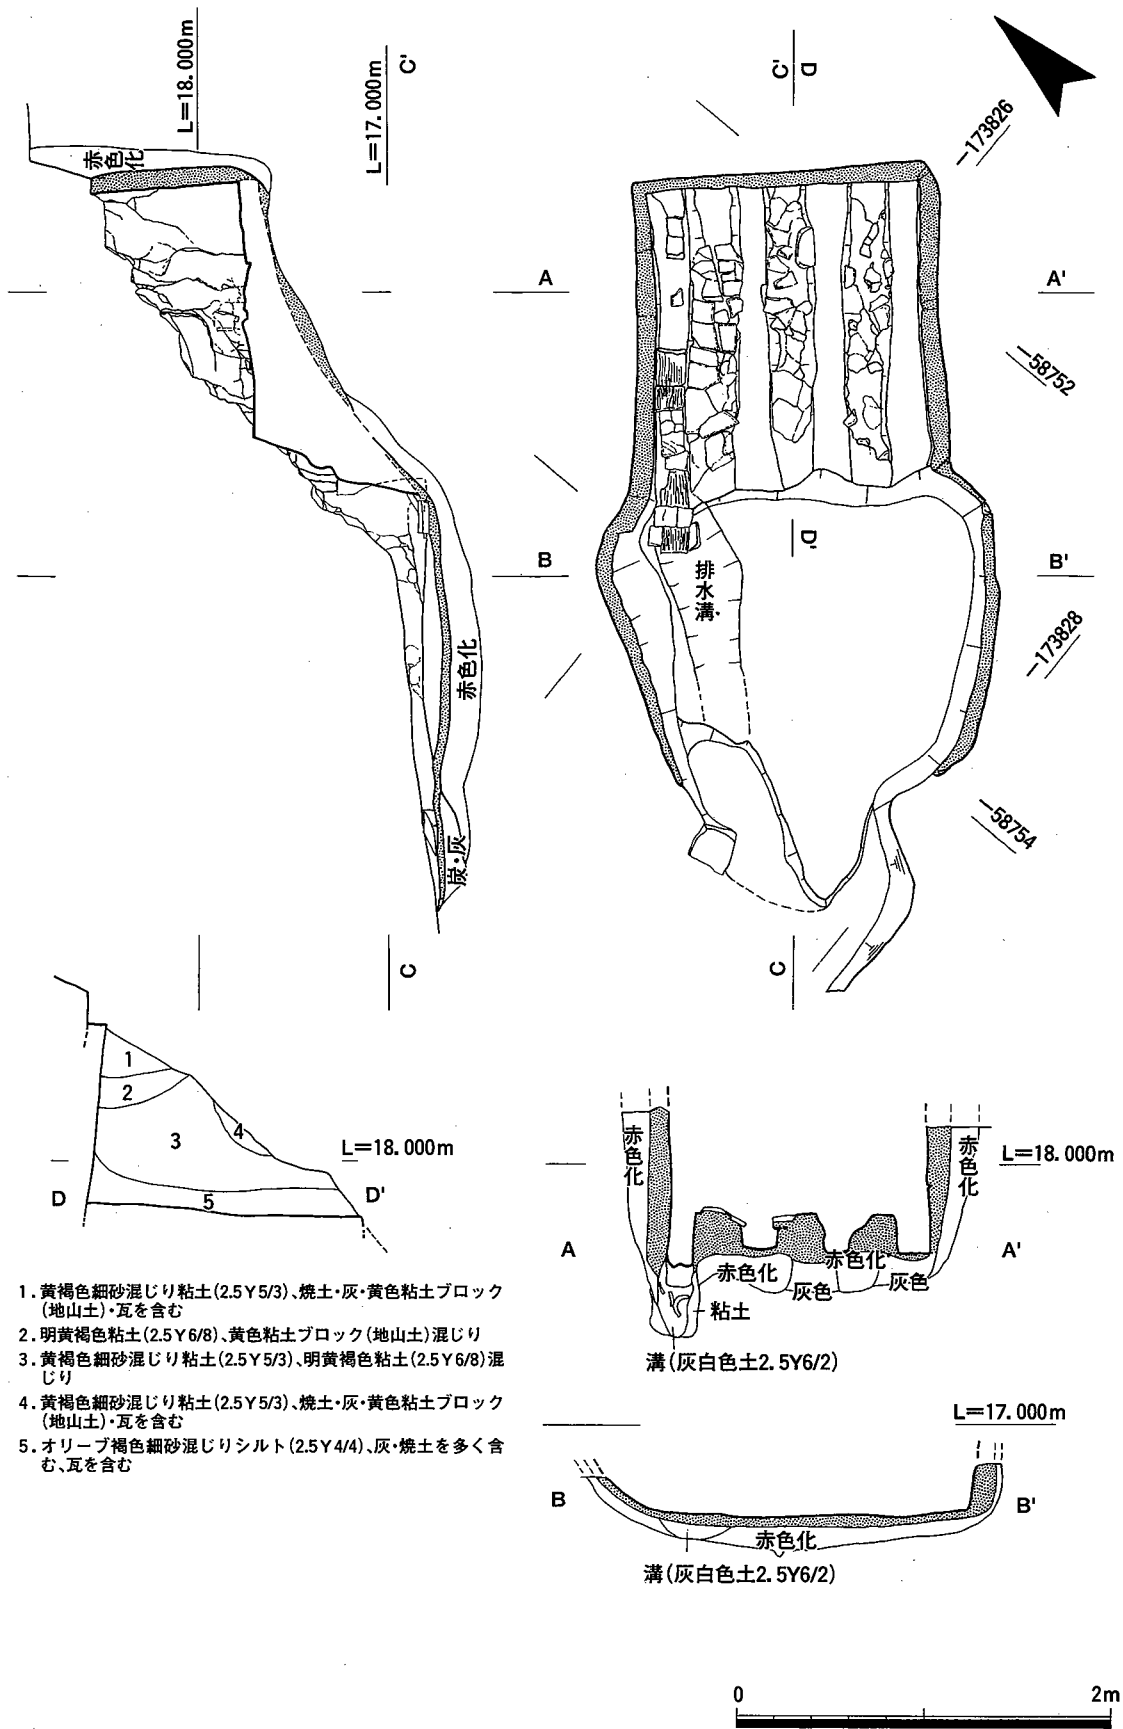 L=18.000m
L=17.000m
C'
赤色化
C'
D
−173826
A
A'
−58752
B
D'
B'
排水溝
−173828
赤色化
−58754
炭・灰
C
C
1
2
3
4
5
L=18.000m
D
D'
赤色化
赤色化
L=18.000m
A
A'
赤色化
赤色化
灰色
灰色
粘土
溝(灰白色土2.5Y6/2)
1.黄褐色細砂混じり粘土(2.5Y5/3)、焼土・灰・黄色粘土ブロック
(地山土)・瓦を含む
2.明黄褐色粘土(2.5Y6/8)、黄色粘土ブロック(地山土)混じり
3.黄褐色細砂混じり粘土(2.5Y5/3)、明黄褐色粘土(2.5Y6/8)混
じり
4.黄褐色細砂混じり粘土(2.5Y5/3)、焼土・灰・黄色粘土ブロック
(地山土)・瓦を含む
5.オリーブ褐色細砂混じりシルト(2.5Y4/4)、灰・焼土を多く含
む、瓦を含む
L=17.000m
B
B'
赤色化
溝(灰白色土2.5Y6/2)
0
2m